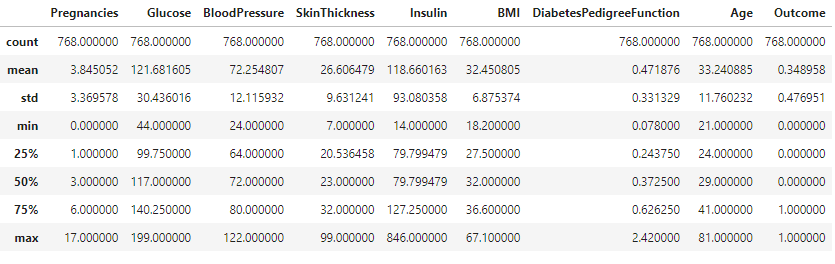 Pregnancies Glucose BloodPressure SkinThickness Insulin BMI DiabetesPedigreeFunction Age Outcome
count 768.000000 768.000000 768.000000 768.000000 768.000000 768.000000 768.000000 768.000000 768.000000
mean 3.845052 121.681605 72.254807 26.606479 118.660163 32.450805 0.471876 33.240885 0.348958
std 3.369578 30.436016 12.115932 9.631241 93.080358 6.875374 0.331329 11.760232 0.476951
min 0.000000 44.000000 24.000000 7.000000 14.000000 18.200000 0.078000 21.000000 0.000000
25% 1.000000 99.750000 64.000000 20.536458 79.799479 27.500000 0.243750 24.000000 0.000000
50% 3.000000 117.000000 72.000000 23.000000 79.799479 32.000000 0.372500 29.000000 0.000000
75% 6.000000 140.250000 80.000000 32.000000 127.250000 36.600000 0.626250 41.000000 1.000000
max 17.000000 199.000000 122.000000 99.000000 846.000000 67.100000 2.420000 81.000000 1.000000